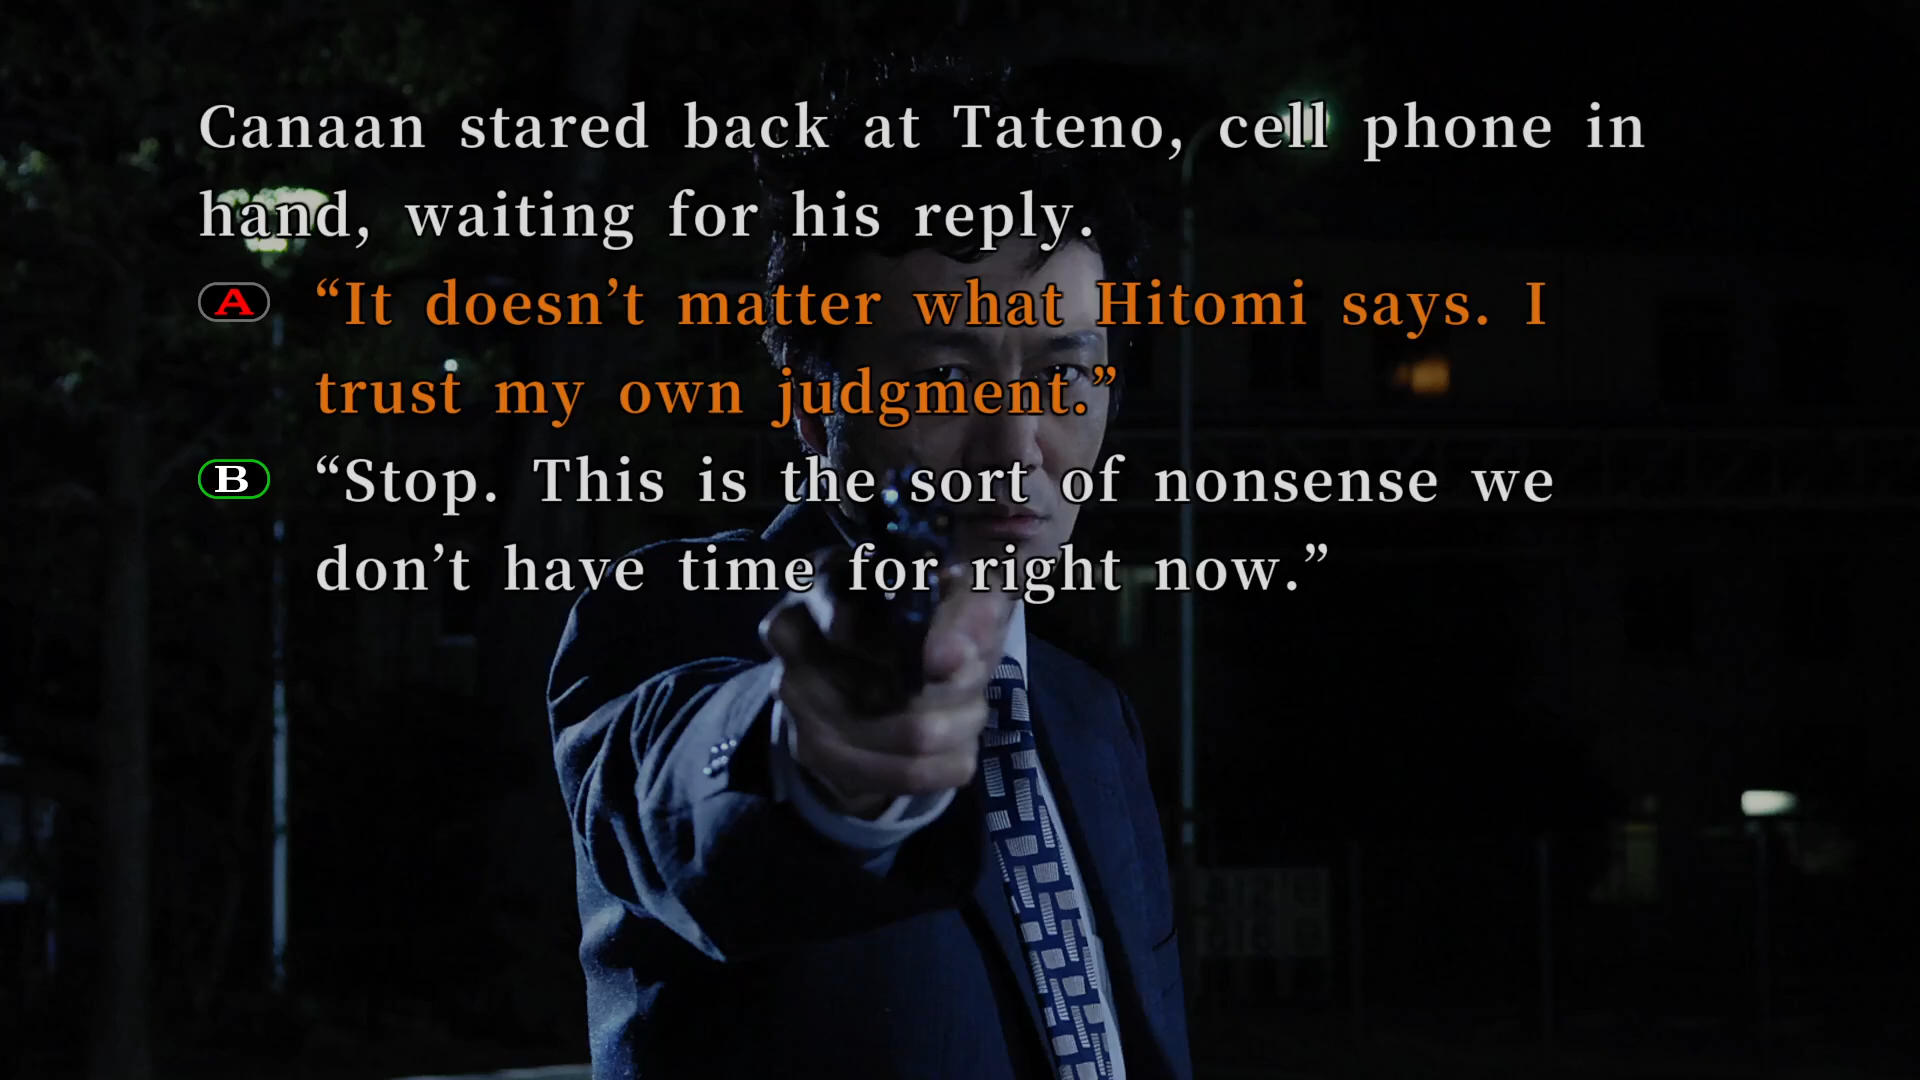 Canaan stared back at Tateno, cell phone in
hand, waiting for his reply.
A “It doesn’t matter what Hitomi says. I
trust my own judgment.”
B “Stop. This is the sort of nonsense we
don’t have time for right now.”